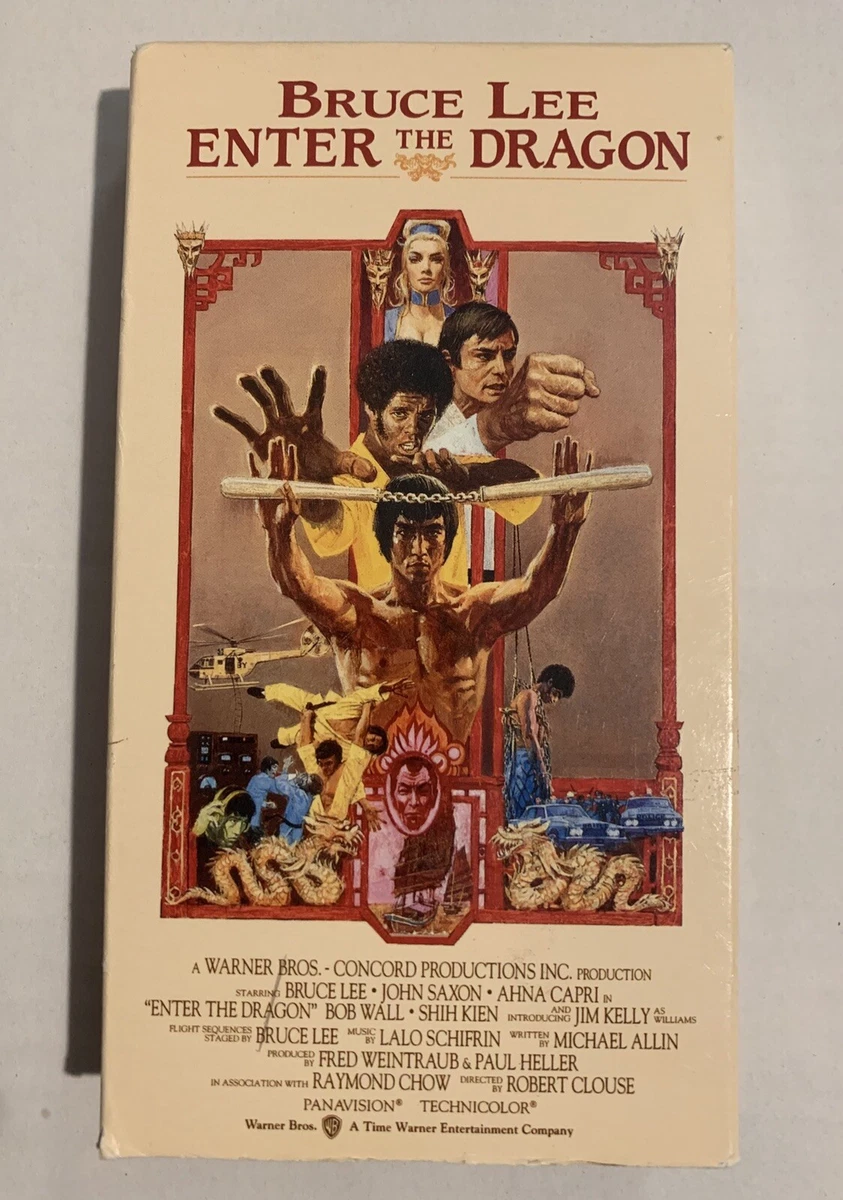 BRUCE LEE
ENTER THE DRAGON
A WARNER BROS. - CONCORD PRODUCTIONS INC. PRODUCTION
STARRING BRUCE LEE • JOHN SAXON • AHNA CAPRI IN
"ENTER THE DRAGON" BOB WALL • SHIH KIEN AND INTRODUCING JIM KELLY AS WILLIAMS
FLIGHT SEQUENCES STAGED BY BRUCE LEE MUSIC BY LALO SCHIFRIN WRITTEN BY MICHAEL ALLIN
PRODUCED BY FRED WEINTRAUB & PAUL HELLER
IN ASSOCIATION WITH RAYMOND CHOW DIRECTED BY ROBERT CLOUSE
PANAVISION® TECHNICOLOR®
Warner Bros. WB A Time Warner Entertainment Company